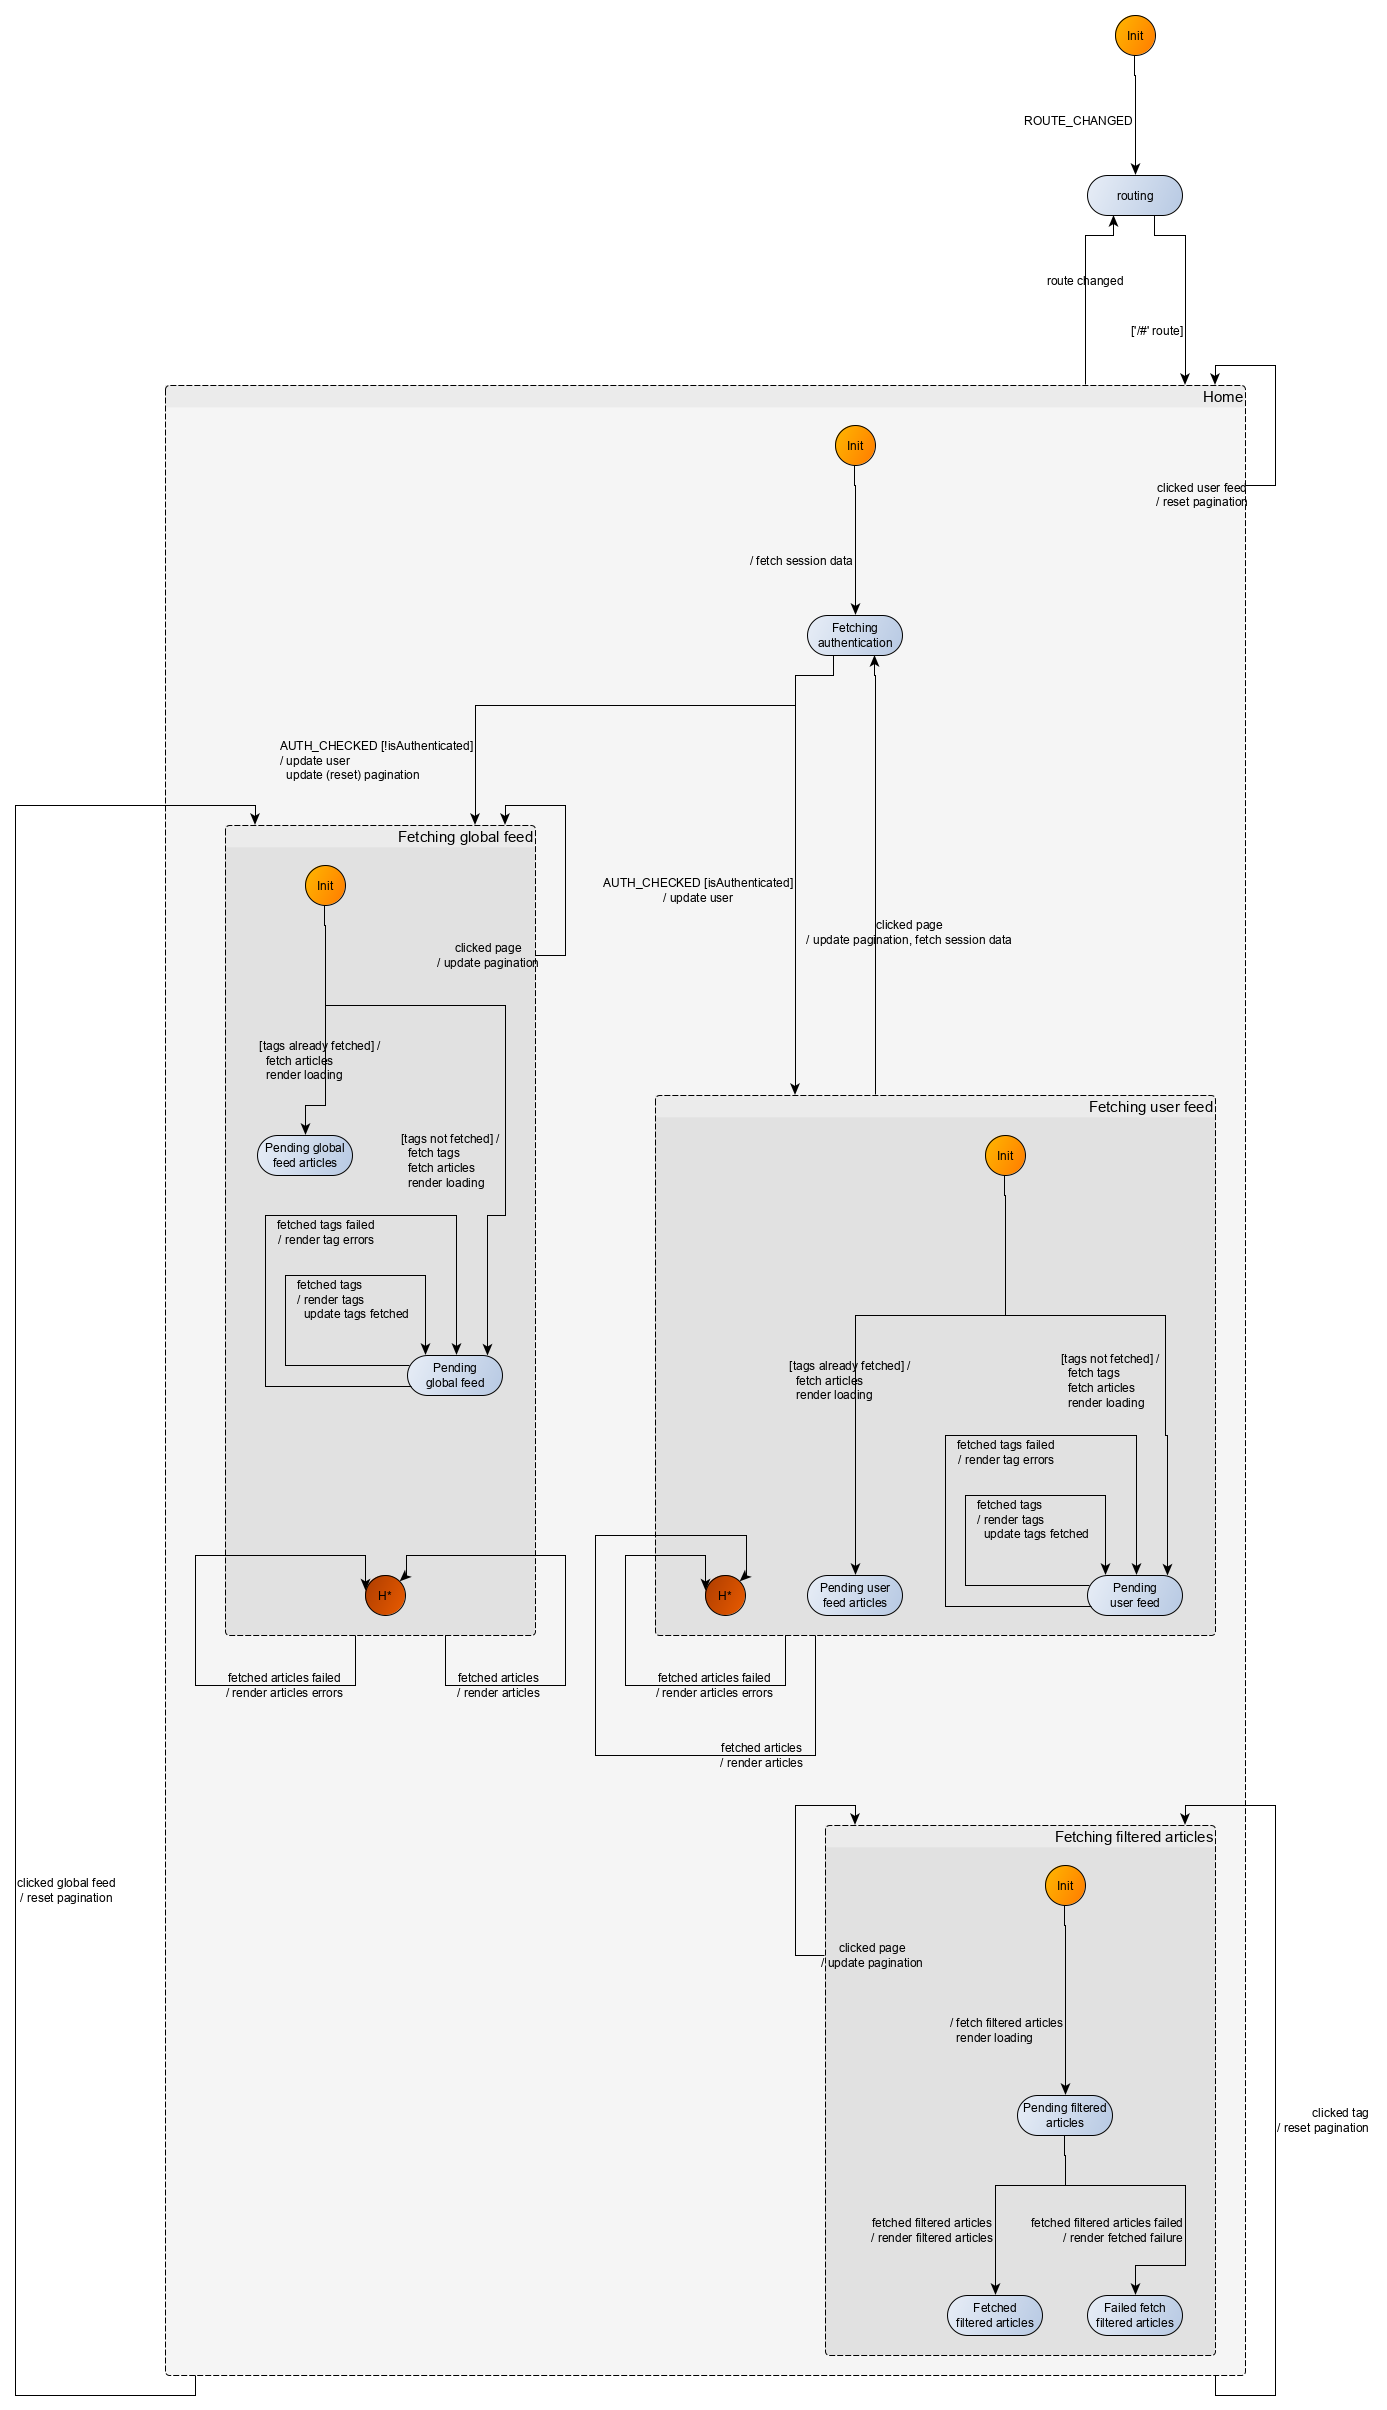 Init
ROUTE_CHANGED
routing
route changed
['/#' route]
Home
Init
clicked user feed
/ reset pagination
/ fetch session data
Fetching
authentication
AUTH_CHECKED [!isAuthenticated]
/ update user
update (reset) pagination
Fetching global feed
Init
AUTH_CHECKED [isAuthenticated]
/ update user
clicked page
/ update pagination, fetch session data
clicked page
/ update pagination
[tags already fetched] /
fetch articles
render loading
Pending global
feed articles
[tags not fetched] /
fetch tags
fetch articles
render loading
fetched tags failed
/ render tag errors
fetched tags
/ render tags
update tags fetched
Pending
global feed
H*
fetched articles failed
/ render articles errors
fetched articles
/ render articles
Fetching user feed
Init
[tags already fetched] /
fetch articles
render loading
[tags not fetched] /
fetch tags
fetch articles
render loading
fetched tags failed
/ render tag errors
fetched tags
/ render tags
update tags fetched
H*
Pending user
feed articles
Pending
user feed
fetched articles failed
/ render articles errors
fetched articles
/ render articles
Fetching filtered articles
Init
clicked global feed
/ reset pagination
clicked page
/ update pagination
/ fetch filtered articles
render loading
Pending filtered
articles
clicked tag
/ reset pagination
fetched filtered articles
/ render filtered articles
fetched filtered articles failed
/ render fetched failure
Fetched
filtered articles
Failed fetch
filtered articles